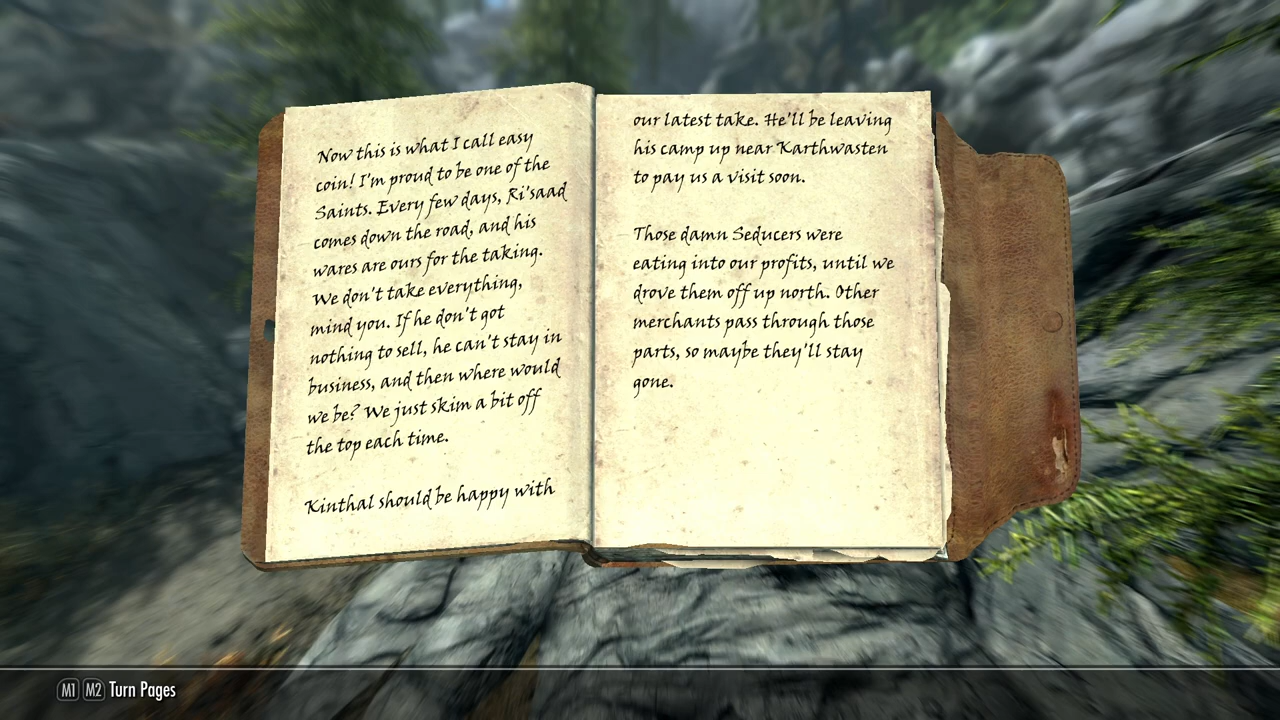 Now this is what I call easy
coin! I'm proud to be one of the
Saints. Every few days, Ri'saad
comes down the road, and his
wares are ours for the taking.
We don't take everything,
mind you. If he don't got
nothing to sell, he can't stay in
business, and then where would
we be? We just skim a bit off
the top each time.
Kinthal should be happy with
our latest take. He'll be leaving
his camp up near Karthwasten
to pay us a visit soon.
Those damn Seducers were
eating into our profits, until we
drove them off up north. Other
merchants pass through those
parts, so maybe they'll stay
gone.
M1 M2 Turn Pages